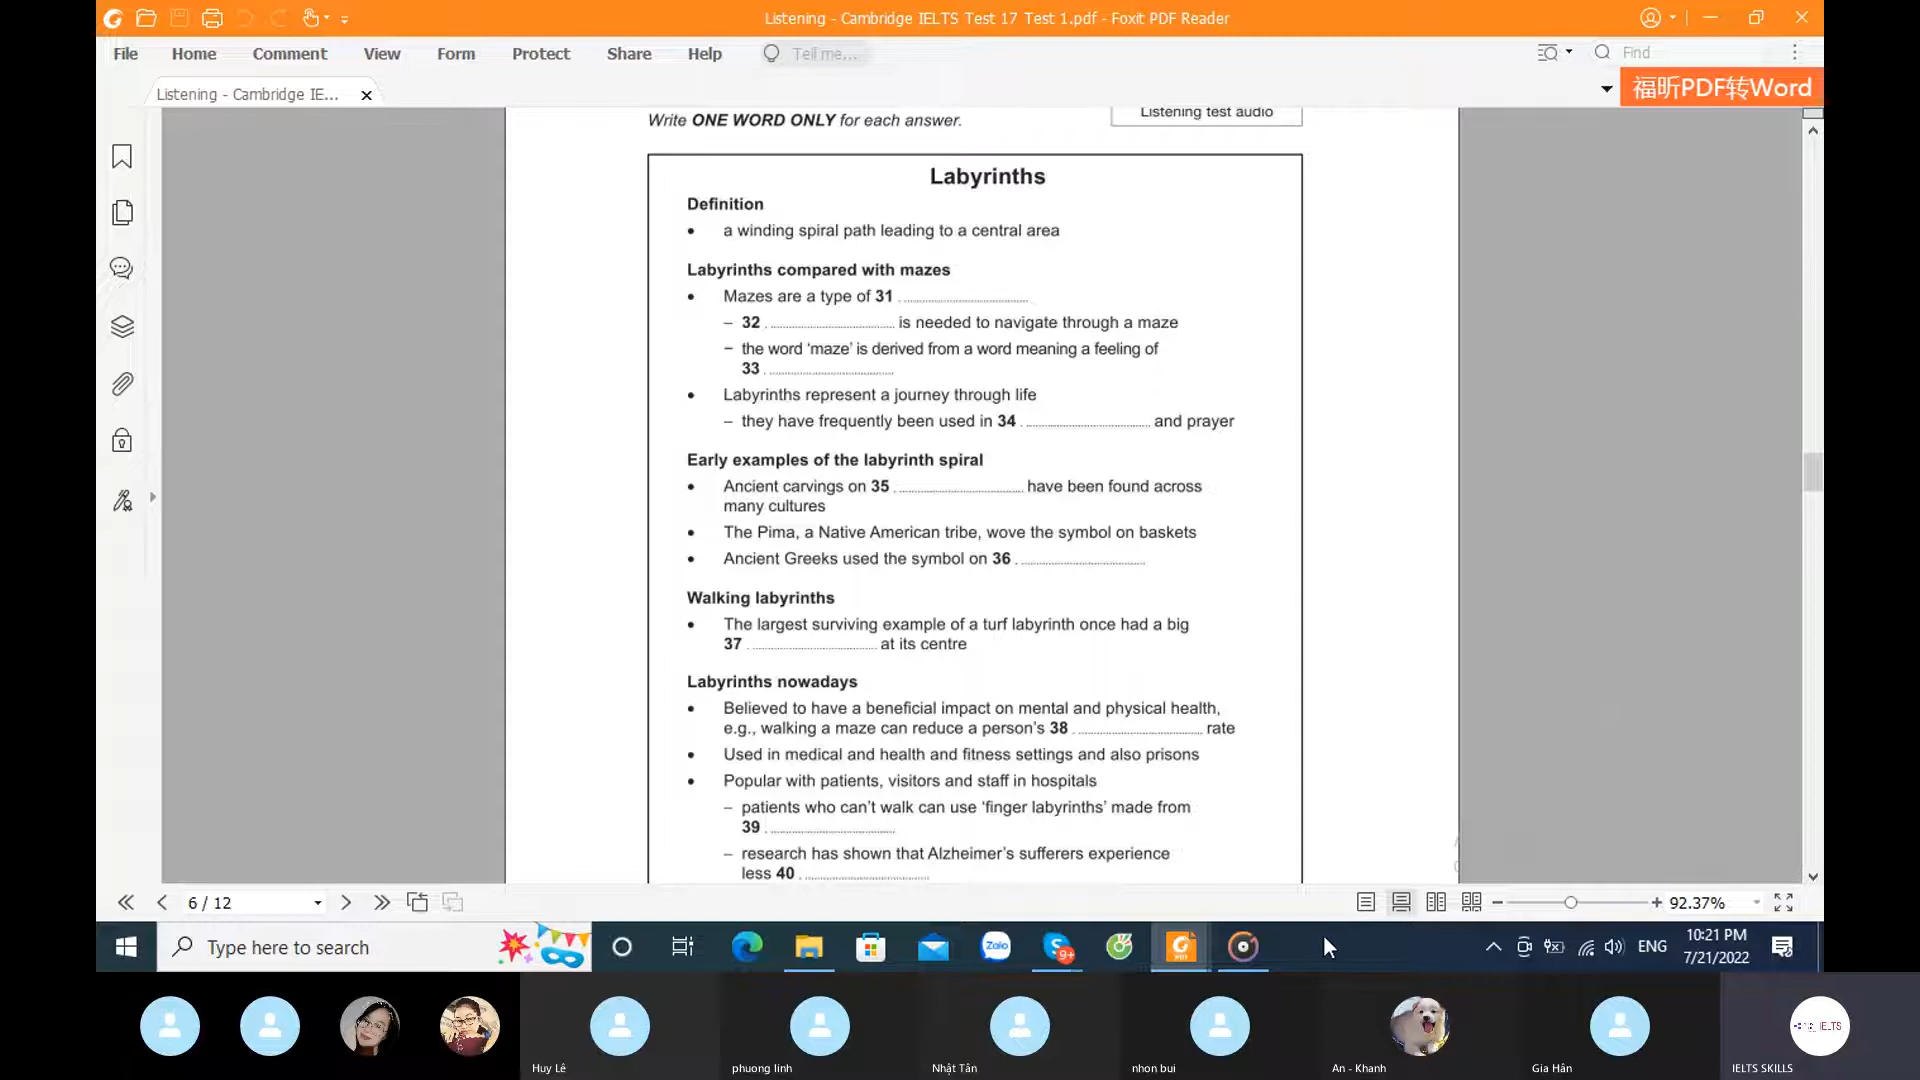 Listening - Cambridge IELTS Test 17 Test 1.pdf - Foxit PDF Reader
File Home Comment View Form Protect Share Help Tell me... Find
Listening - Cambridge IE...
福昕PDF转Word
Write ONE WORD ONLY for each answer.
Listening test audio
Labyrinths
Definition
• a winding spiral path leading to a central area
Labyrinths compared with mazes
• Mazes are a type of 31 ....................
– 32 .................... is needed to navigate through a maze
– the word ‘maze’ is derived from a word meaning a feeling of
33 ....................
• Labyrinths represent a journey through life
– they have frequently been used in 34 .................... and prayer
Early examples of the labyrinth spiral
• Ancient carvings on 35 .................... have been found across
many cultures
• The Pima, a Native American tribe, wove the symbol on baskets
• Ancient Greeks used the symbol on 36 ....................
Walking labyrinths
• The largest surviving example of a turf labyrinth once had a big
37 .................... at its centre
Labyrinths nowadays
• Believed to have a beneficial impact on mental and physical health,
e.g., walking a maze can reduce a person’s 38 .................... rate
• Used in medical and health and fitness settings and also prisons
• Popular with patients, visitors and staff in hospitals
– patients who can’t walk can use ‘finger labyrinths’ made from
39 ....................
– research has shown that Alzheimer’s sufferers experience
less 40 ....................
6 / 12
92.37%
Type here to search
Zalo
9+
PDF
ENG
10:21 PM
7/21/2022
IELTS
Huy Lê
phuong linh
Nhật Tân
nhon bui
An - Khanh
Gia Hân
IELTS SKILLS